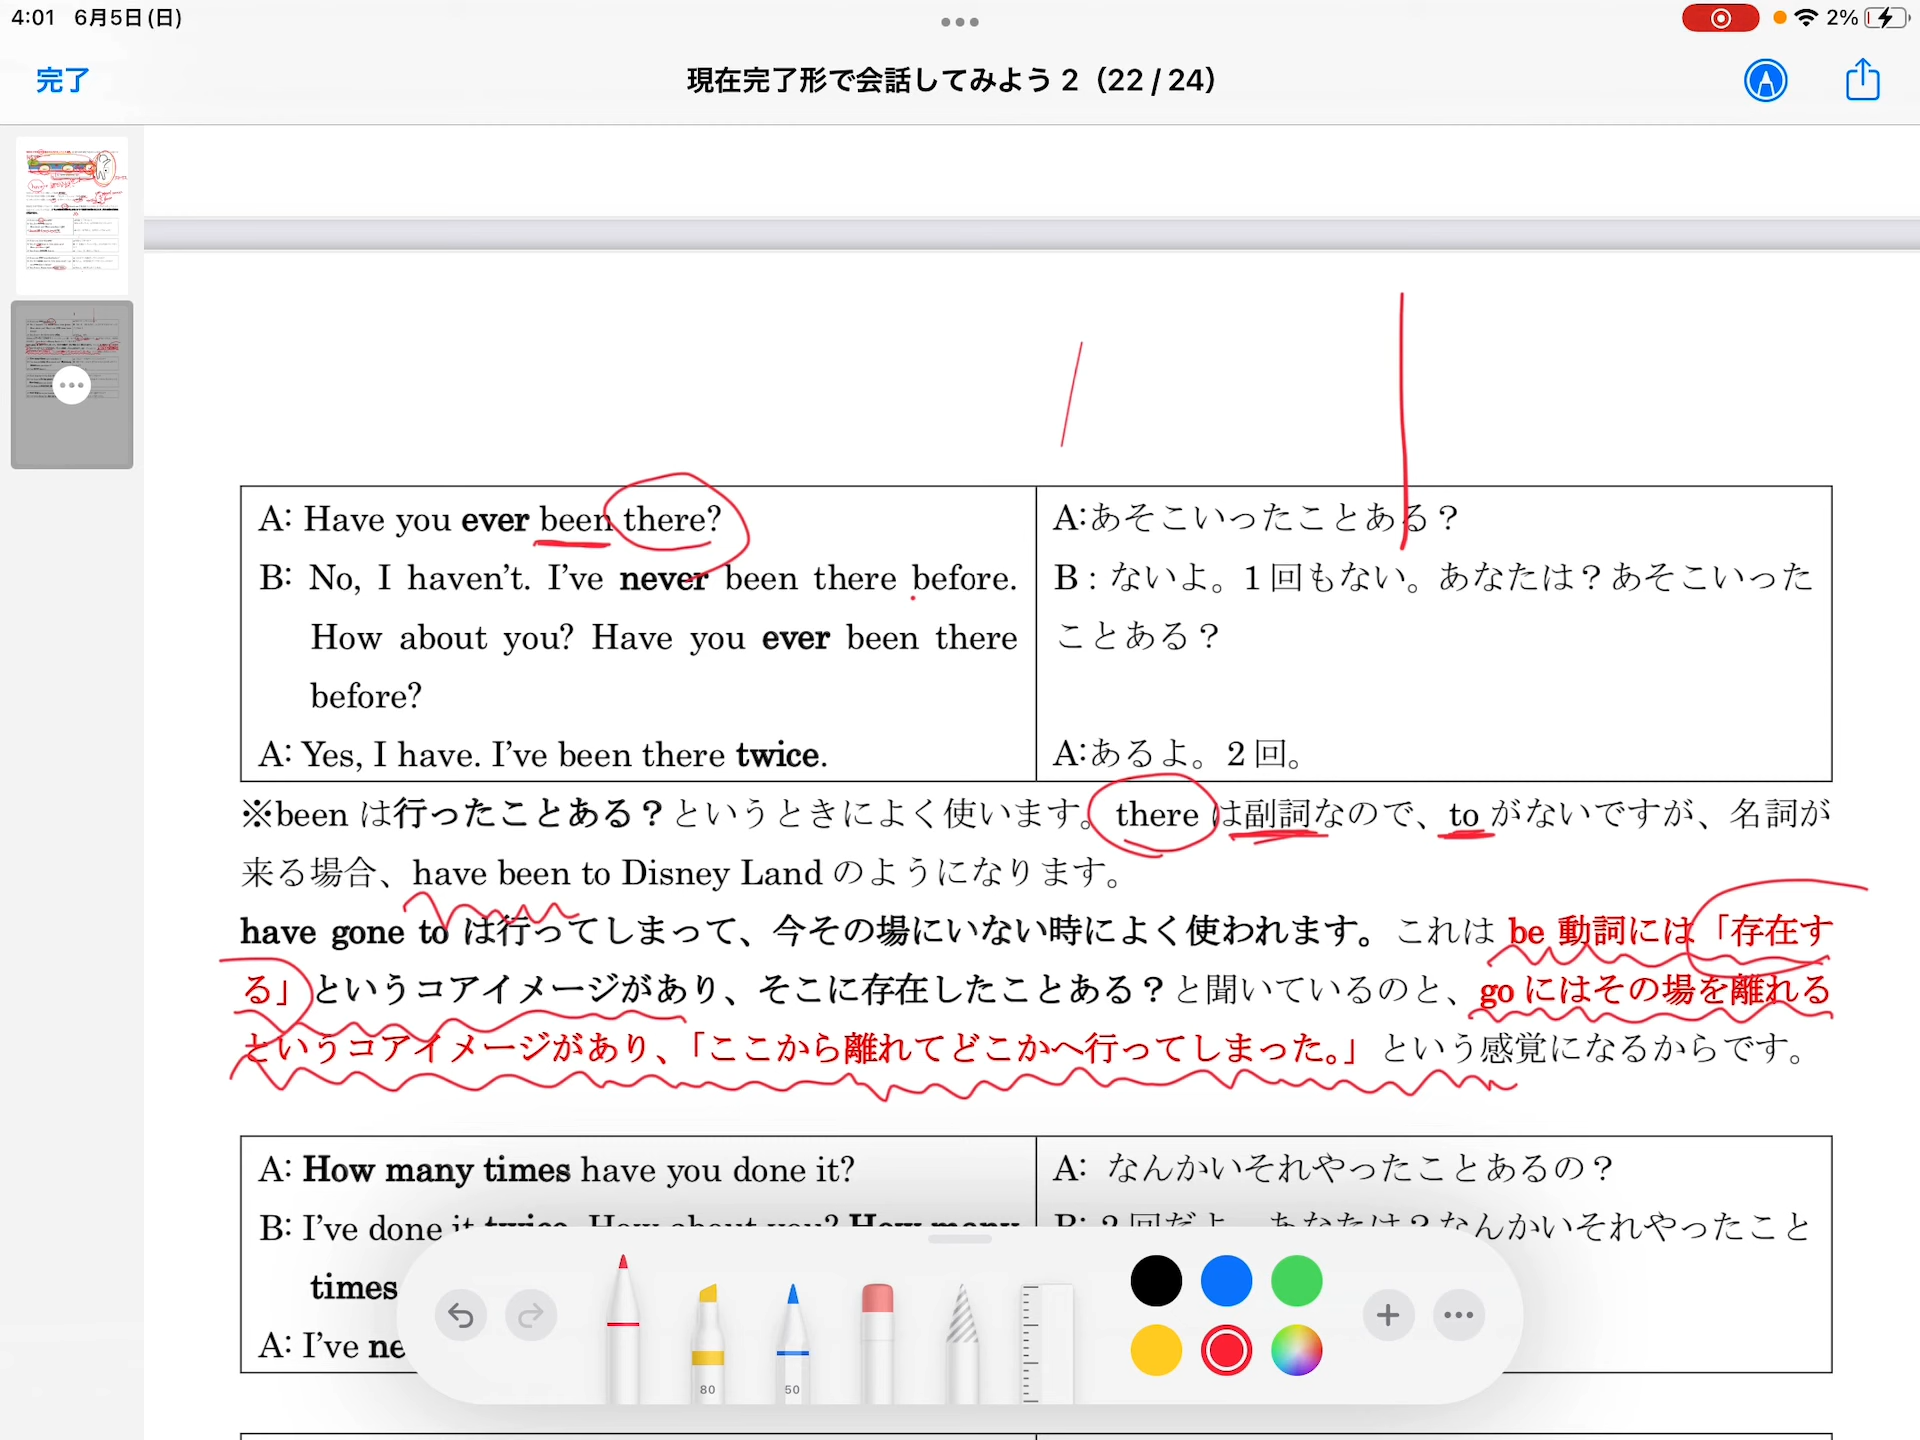 4:01 6月5日(日)
2%
完了
現在完了形で会話してみよう 2（22 / 24）
A: Have you ever been there?
B: No, I haven't. I've never been there before.
How about you? Have you ever been there
before?
A: Yes, I have. I've been there twice.
A:あそこいったことある？
B : ないよ。1 回もない。あなたは？あそこいった
ことある？
A:あるよ。2 回。
※been は行ったことある？というときによく使います。there は副詞なので、to がないですが、名詞が
来る場合、have been to Disney Land のようになります。
have gone to は行ってしまって、今その場にいない時によく使われます。これは be 動詞には「存在す
る」というコアイメージがあり、そこに存在したことある？と聞いているのと、go にはその場を離れる
というコアイメージがあり、「ここから離れてどこかへ行ってしまった。」という感覚になるからです。
A: How many times have you done it?
B: I've done it twice. How about you? How many
times
A: I've ne
A: なんかいそれやったことあるの？
B: 2 回だよ。あなたは？なんかいそれやったこと
80
50